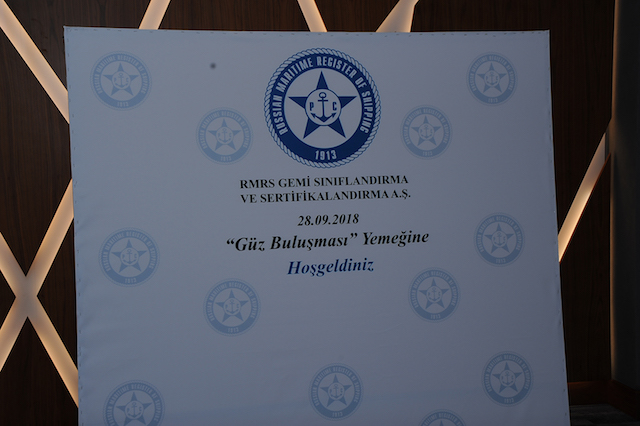 RUSSIAN MARITIME REGISTER OF SHIPPING
P C
1913
RMRS GEMİ SINIFLANDIRMA
VE SERTİFİKALANDIRMA A.Ş.
28.09.2018
“Güz Buluşması” Yemeğine
Hoşgeldiniz